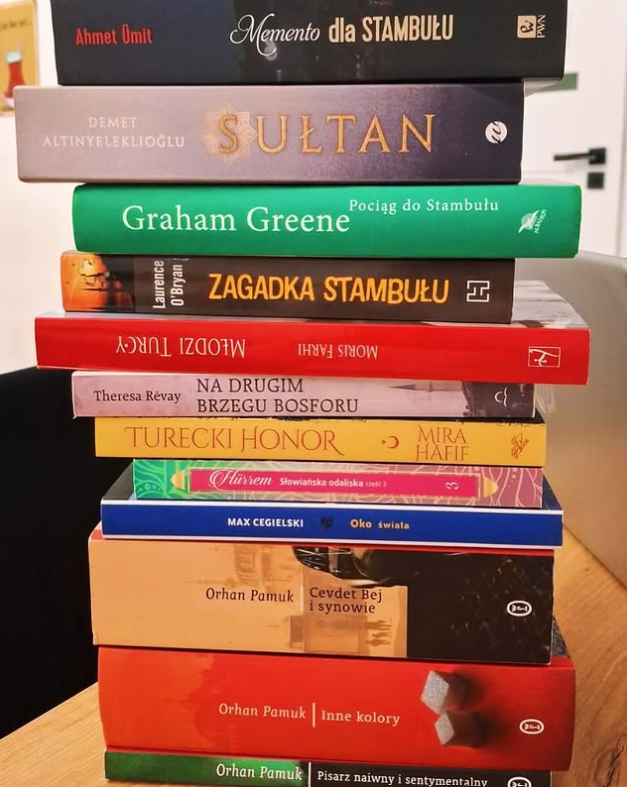 Ahmet Ümit Memento dla STAMBUŁU PWN
DEMET
ALTINYELEKLIOĞLU
SUŁTAN
Graham Greene Pociąg do Stambułu
ALBATROS
Laurence
O'Bryan
ZAGADKA STAMBUŁU
MŁODZI TURCY MORIS FARHI
Theresa Révay
NA DRUGIM
BRZEGU BOSFORU
TURECKI HONOR
MIRA
HAFIF
Hürrem Słowiańska odaliska część 3 3
MAX CEGIELSKI Oko świata
Orhan Pamuk
Cevdet Bej
i synowie
Orhan Pamuk Inne kolory
Orhan Pamuk Pisarz naiwny i sentymentalny